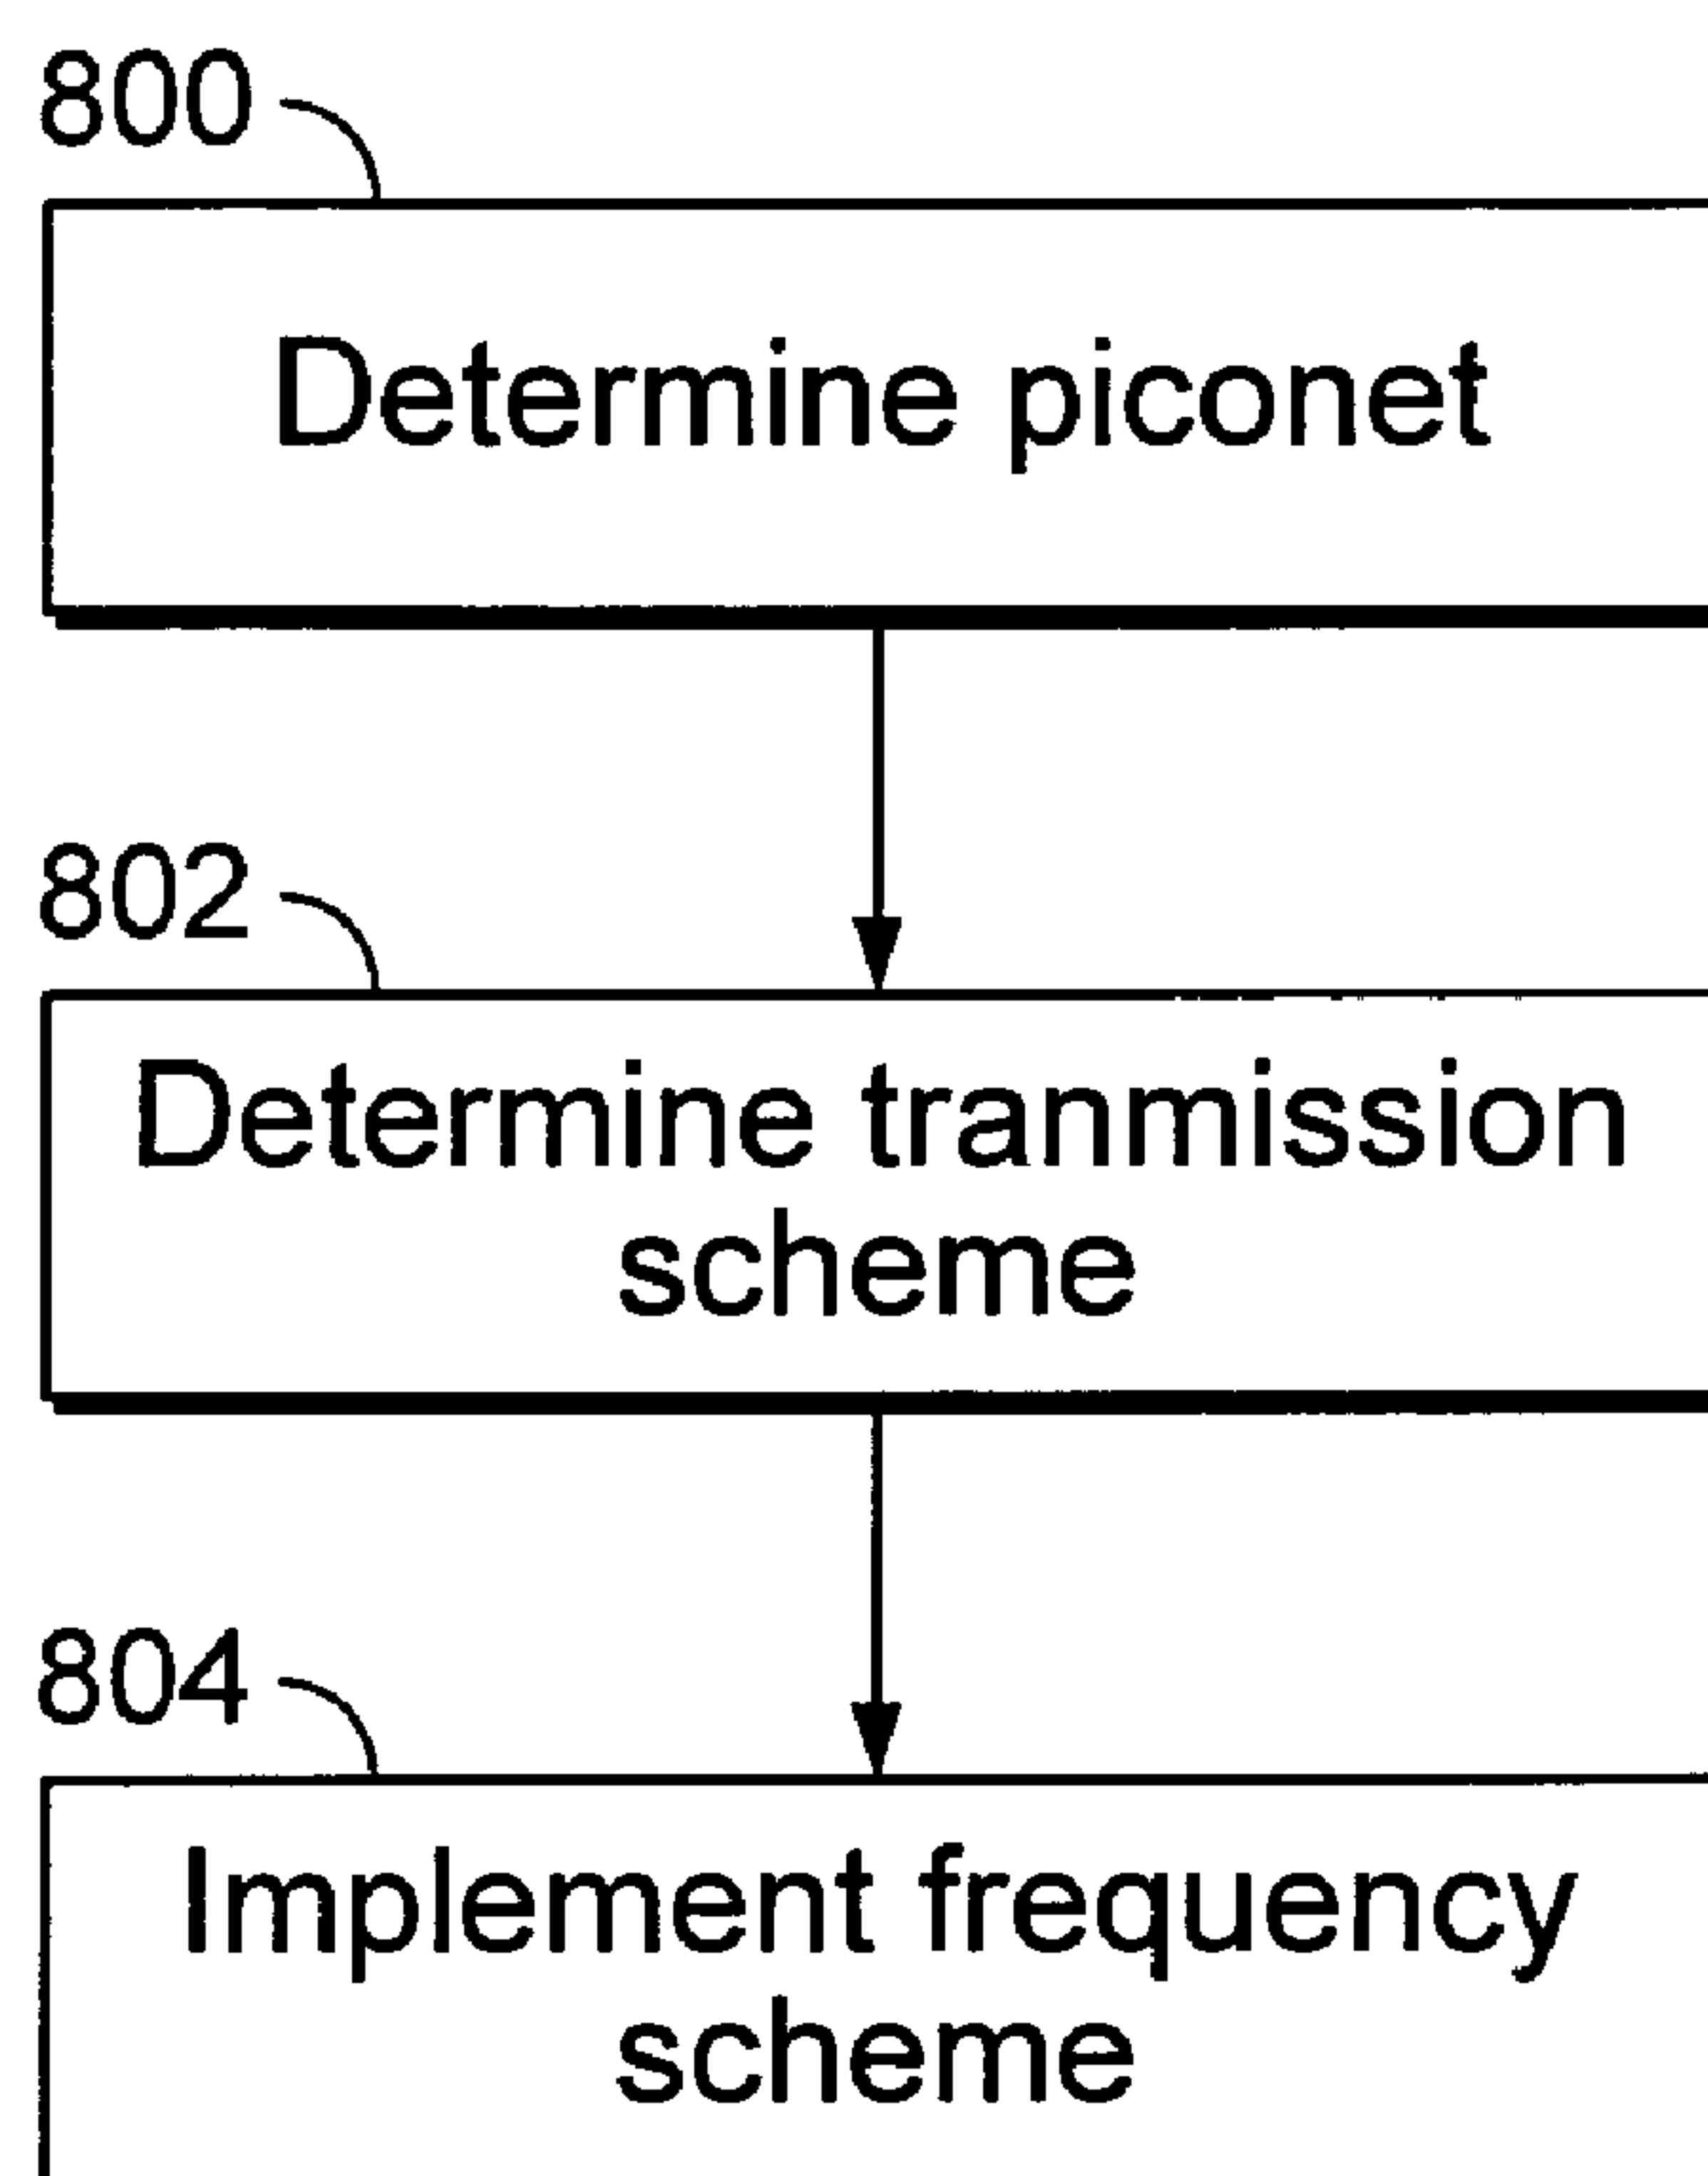 800
Determine piconet
802
Determine tranmission
scheme
804
Implement frequency
scheme